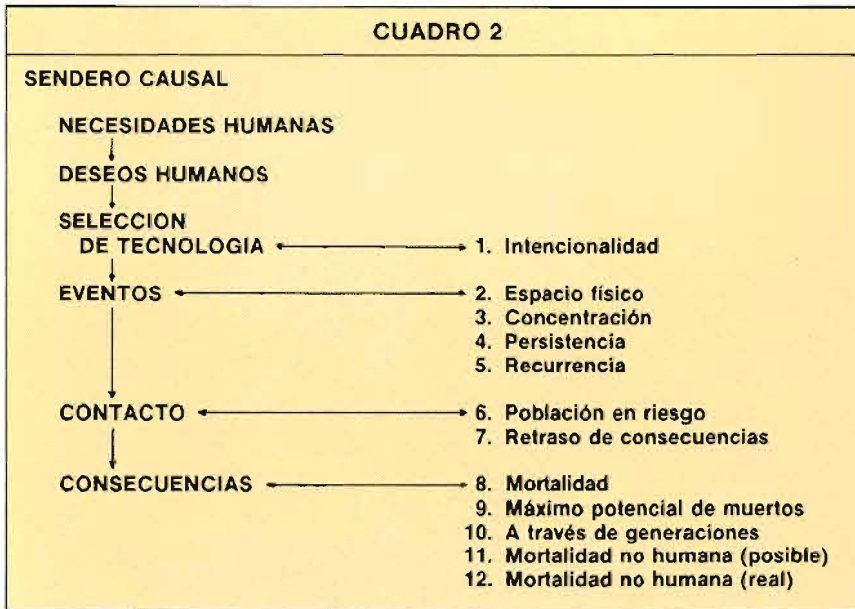 CUADRO 2
SENDERO CAUSAL
NECESIDADES HUMANAS
DESEOS HUMANOS
SELECCION
DE TECNOLOGIA 1. Intencionalidad
EVENTOS 2. Espacio físico
3. Concentración
4. Persistencia
5. Recurrencia
CONTACTO 6. Población en riesgo
7. Retraso de consecuencias
CONSECUENCIAS 8. Mortalidad
9. Máximo potencial de muertos
10. A través de generaciones
11. Mortalidad no humana (posible)
12. Mortalidad no humana (real)